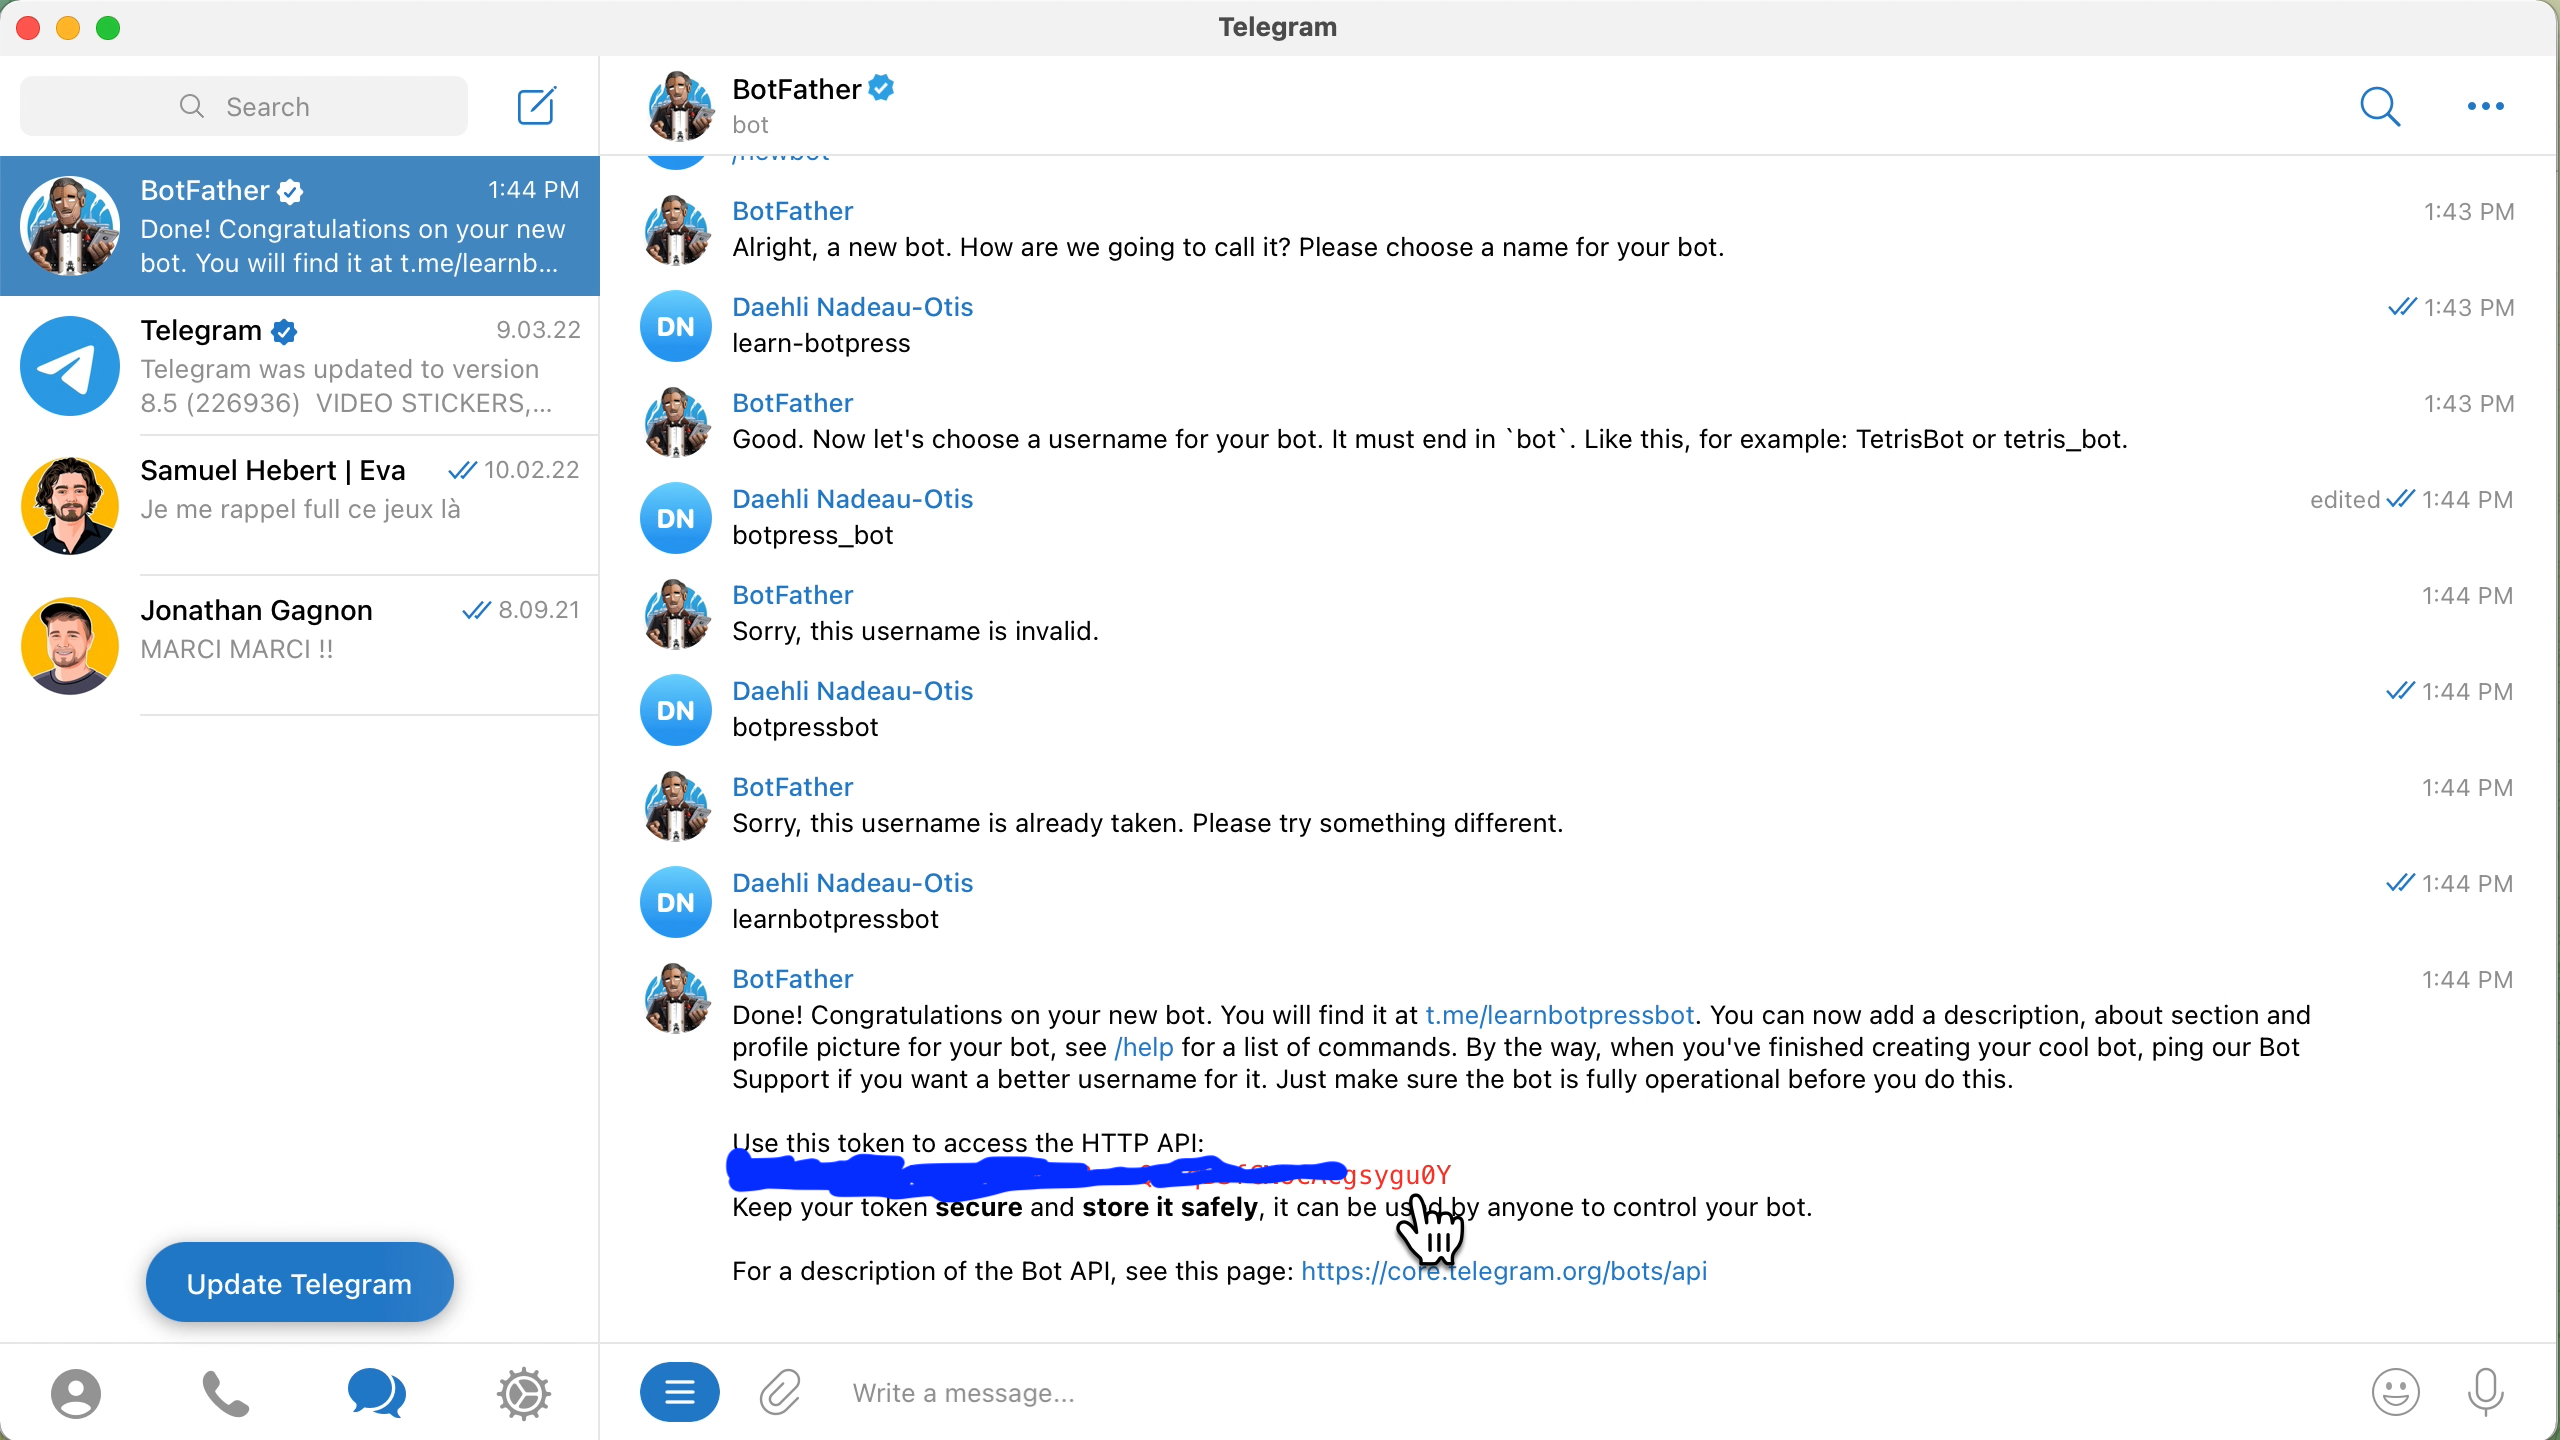 Telegram
Search
BotFather
1:44 PM
Done! Congratulations on your new
bot. You will find it at t.me/learnb...
Telegram
9.03.22
Telegram was updated to version
8.5 (226936) VIDEO STICKERS,...
Samuel Hebert | Eva
10.02.22
Je me rappel full ce jeux là
Jonathan Gagnon
8.09.21
MARCI MARCI !!
Update Telegram
BotFather
bot
/newbot
BotFather
1:43 PM
Alright, a new bot. How are we going to call it? Please choose a name for your bot.
DN
Daehli Nadeau-Otis
1:43 PM
learn-botpress
BotFather
1:43 PM
Good. Now let's choose a username for your bot. It must end in `bot`. Like this, for example: TetrisBot or tetris_bot.
DN
Daehli Nadeau-Otis
edited 1:44 PM
botpress_bot
BotFather
1:44 PM
Sorry, this username is invalid.
DN
Daehli Nadeau-Otis
1:44 PM
botpressbot
BotFather
1:44 PM
Sorry, this username is already taken. Please try something different.
DN
Daehli Nadeau-Otis
1:44 PM
learnbotpressbot
BotFather
1:44 PM
Done! Congratulations on your new bot. You will find it at t.me/learnbotpressbot. You can now add a description, about section and
profile picture for your bot, see /help for a list of commands. By the way, when you've finished creating your cool bot, ping our Bot
Support if you want a better username for it. Just make sure the bot is fully operational before you do this.
Use this token to access the HTTP API:
Keep your token secure and store it safely, it can be used by anyone to control your bot.
For a description of the Bot API, see this page: https://core.telegram.org/bots/api
Write a message...